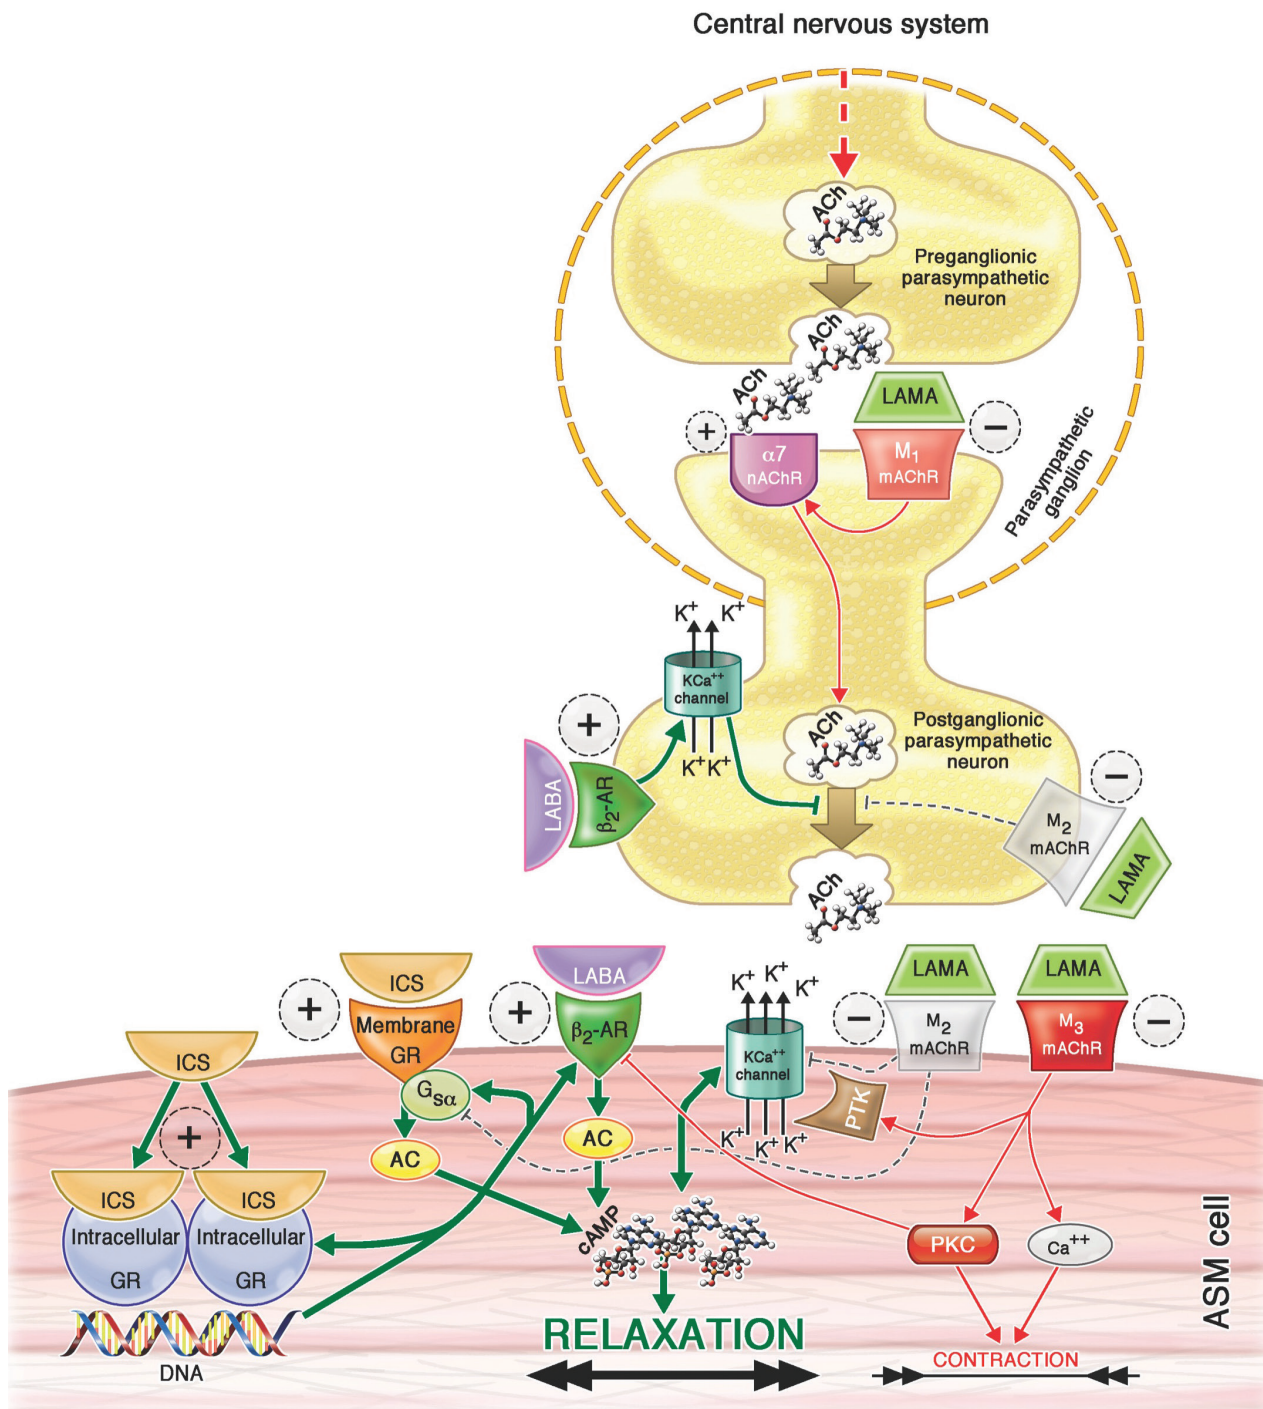 Central nervous system
ACh
Preganglionic
parasympathetic
neuron
ACh
ACh
LAMA
+
−
α7
nAChR
M1
mAChR
Parasympathetic
ganglion
K+ K+
KCa++
channel
K+ K+
+
LABA
β2-AR
ACh
Postganglionic
parasympathetic
neuron
−
M2
mAChR
LAMA
ACh
ICS
+
Membrane
GR
Gsα
AC
LABA
+
β2-AR
AC
K+ K+ K+
KCa++
channel
K+ K+ K+
LAMA
−
M2
mAChR
LAMA
−
M3
mAChR
PTK
ICS
+
ICS
ICS
Intracellular
GR
Intracellular
GR
DNA
cAMP
PKC
Ca++
RELAXATION
CONTRACTION
ASM cell